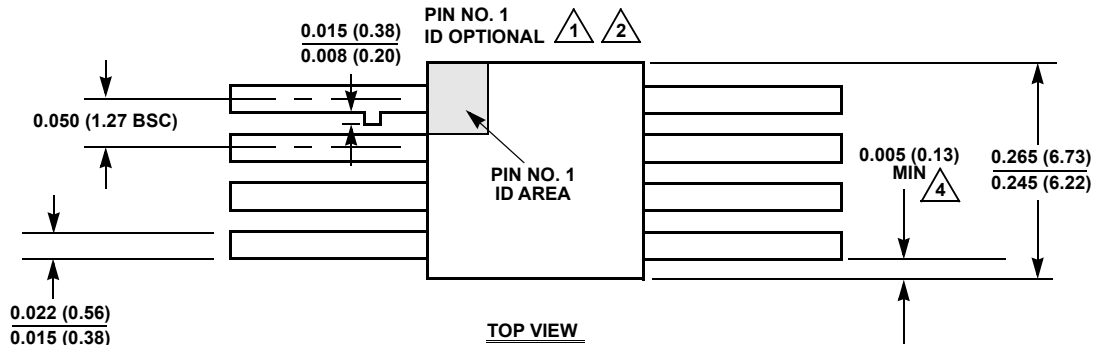 PIN NO. 1
ID OPTIONAL 1 2
0.015 (0.38)
0.008 (0.20)
0.050 (1.27 BSC)
PIN NO. 1
ID AREA
0.005 (0.13)
MIN 4
0.265 (6.73)
0.245 (6.22)
0.022 (0.56)
0.015 (0.38)
TOP VIEW